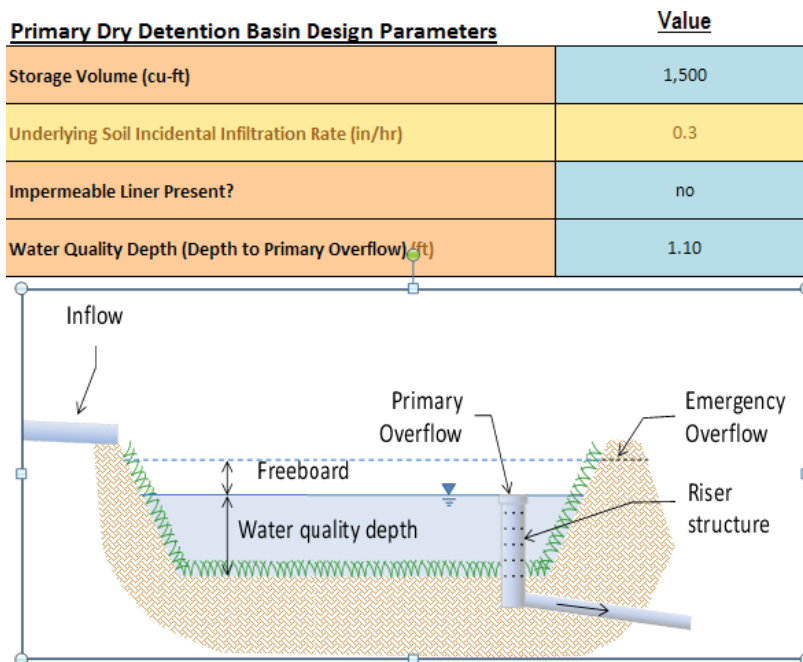 Primary Dry Detention Basin Design Parameters
Value
Storage Volume (cu-ft)
1,500
Underlying Soil Incidental Infiltration Rate (in/hr)
0.3
Impermeable Liner Present?
no
Water Quality Depth (Depth to Primary Overflow) (ft)
1.10
Inflow
Primary
Overflow
Emergency
Overflow
Freeboard
Riser
structure
Water quality depth